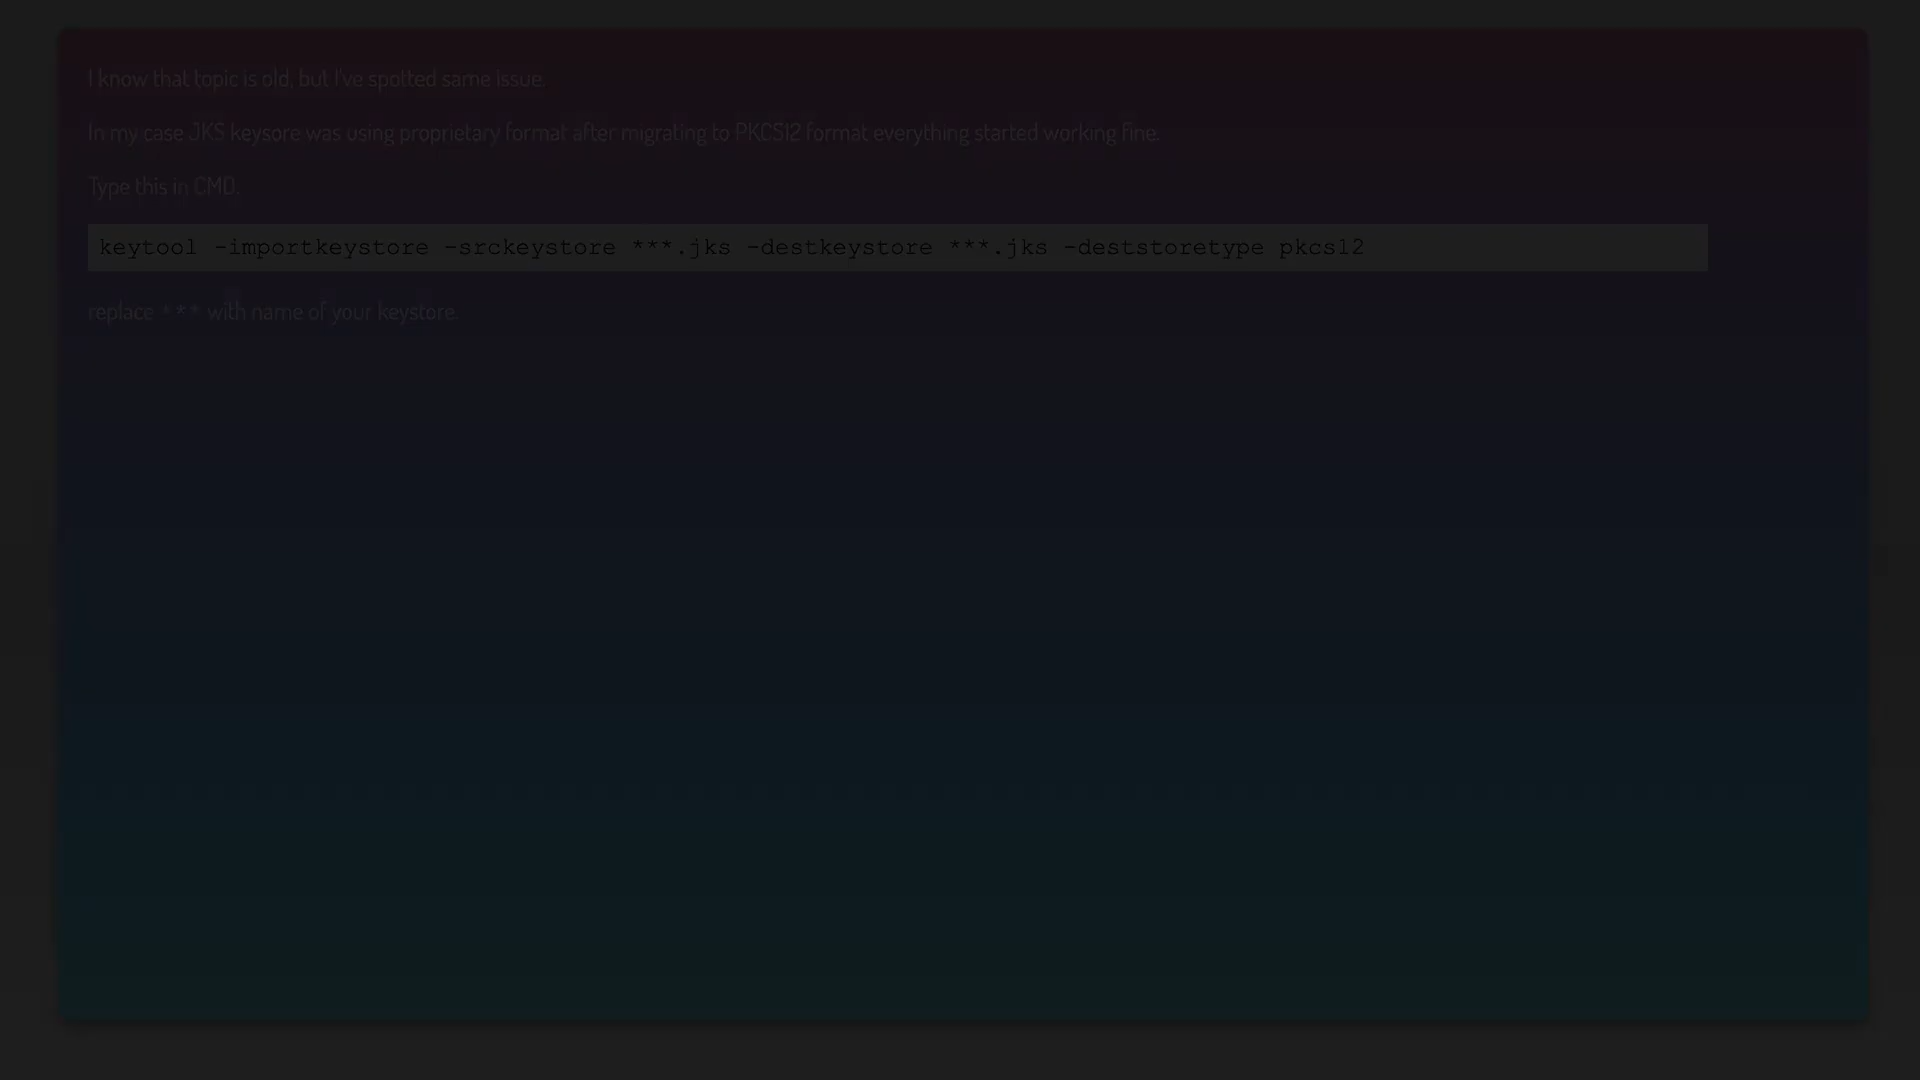 I know that topic is old, but I've spotted same issue.
In my case JKS keysore was using proprietary format after migrating to PKCS12 format everything started working fine.
Type this in CMD.
keytool -importkeystore -srckeystore ***.jks -destkeystore ***.jks -deststoretype pkcs12
replace *** with name of your keystore.